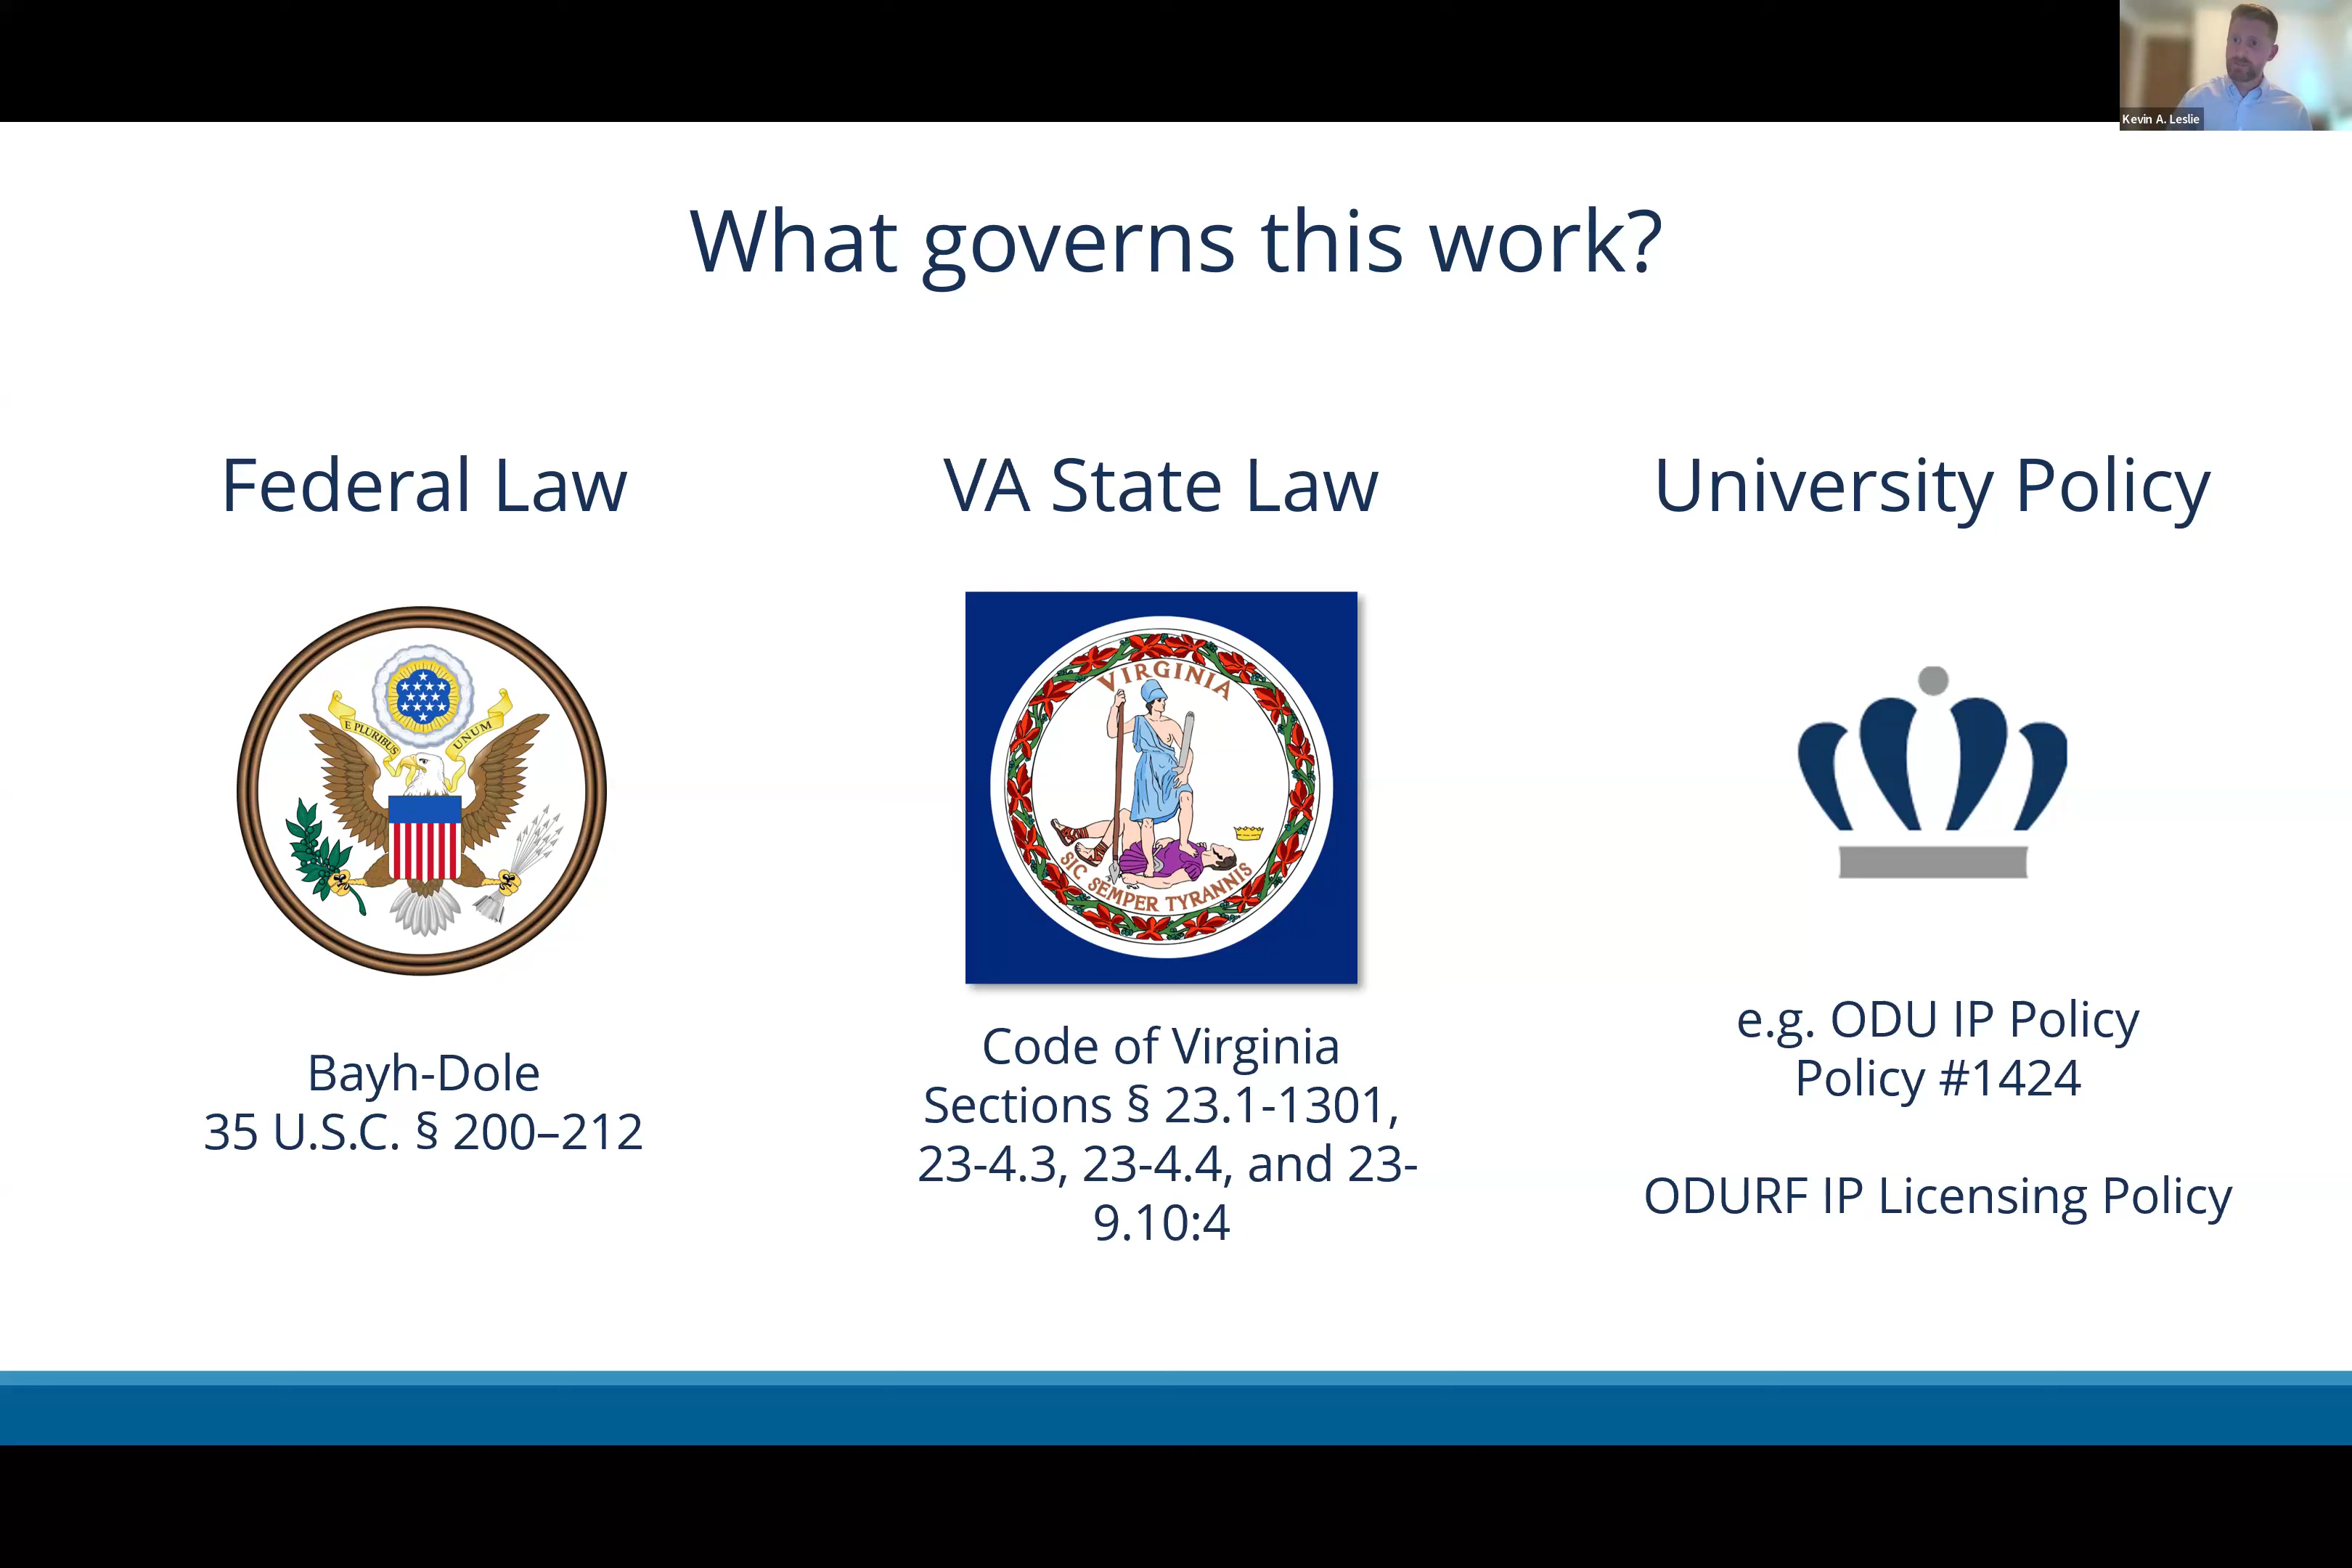 Kevin A. Leslie
What governs this work?
Federal Law
E PLURIBUS UNUM
Bayh-Dole
35 U.S.C. § 200–212
VA State Law
VIRGINIA
SIC SEMPER TYRANNIS
Code of Virginia
Sections § 23.1-1301,
23-4.3, 23-4.4, and 23-
9.10:4
University Policy
e.g. ODU IP Policy
Policy #1424
ODURF IP Licensing Policy